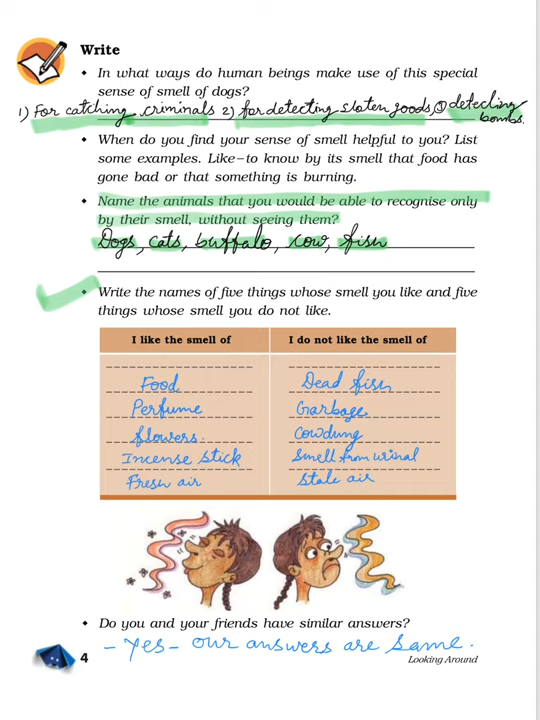 Write
• In what ways do human beings make use of this special
sense of smell of dogs?
1) For catching criminals 2) for detecting sloten goods, ③ detecting
bombs.
• When do you find your sense of smell helpful to you? List
some examples. Like–to know by its smell that food has
gone bad or that something is burning.
• Name the animals that you would be able to recognise only
by their smell, without seeing them?
Dogs, cats, buffalo, cow, fish
• Write the names of five things whose smell you like and five
things whose smell you do not like.
I like the smell of I do not like the smell of
Food Dead fish
Perfume Garbage
flowers. Cowdung
Incense stick Smell from urinal
Fresh air stale air
• Do you and your friends have similar answers?
– Yes – our answers are same.
4 Looking Around